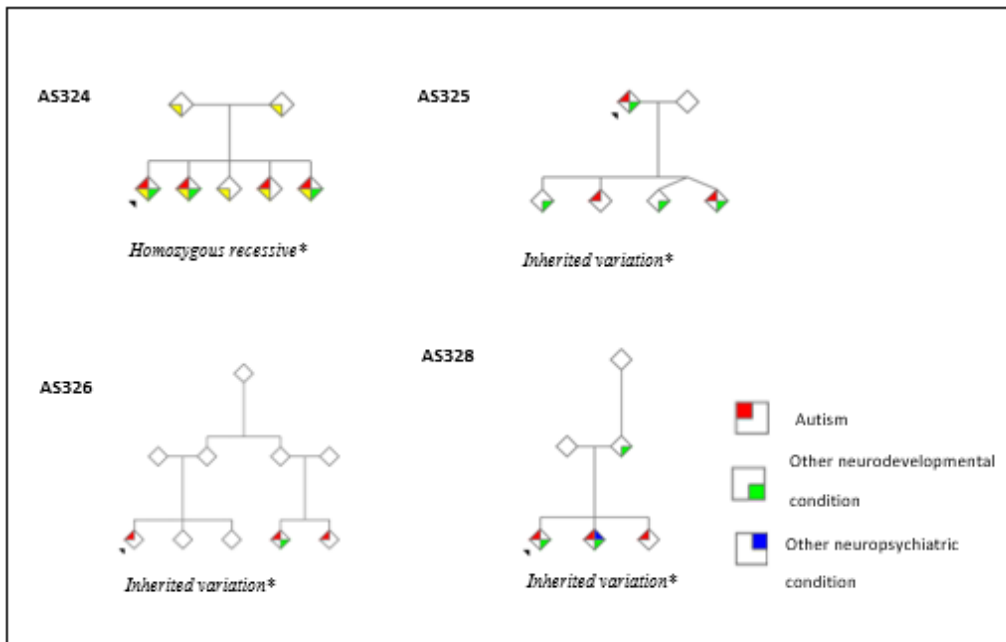 AS324
AS325
Homozygous recessive*
Inherited variation*
AS326
AS328
Autism
Other neurodevelopmental
condition
Other neuropsychiatric
condition
Inherited variation*
Inherited variation*